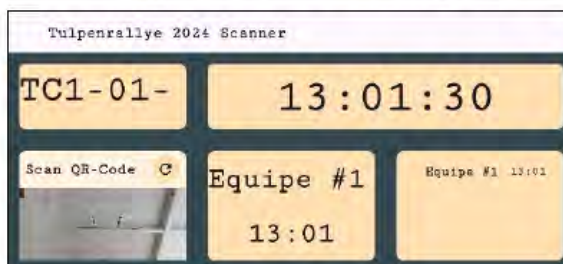 Tulpenrallye 2024 Scanner
TC1-01-
13:01:30
Scan QR-Code
Equipe #1
13:01
Equipe #1 13:01